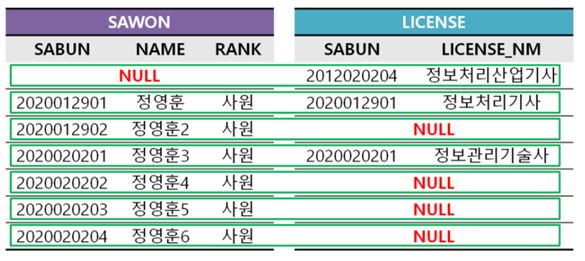 SAWON LICENSE
SABUN NAME RANK SABUN LICENSE_NM
NULL 2012020204 정보처리산업기사
2020012901 정영훈 사원 2020012901 정보처리기사
2020012902 정영훈2 사원 NULL
2020020201 정영훈3 사원 2020020201 정보관리기술사
2020020202 정영훈4 사원 NULL
2020020203 정영훈5 사원 NULL
2020020204 정영훈6 사원 NULL